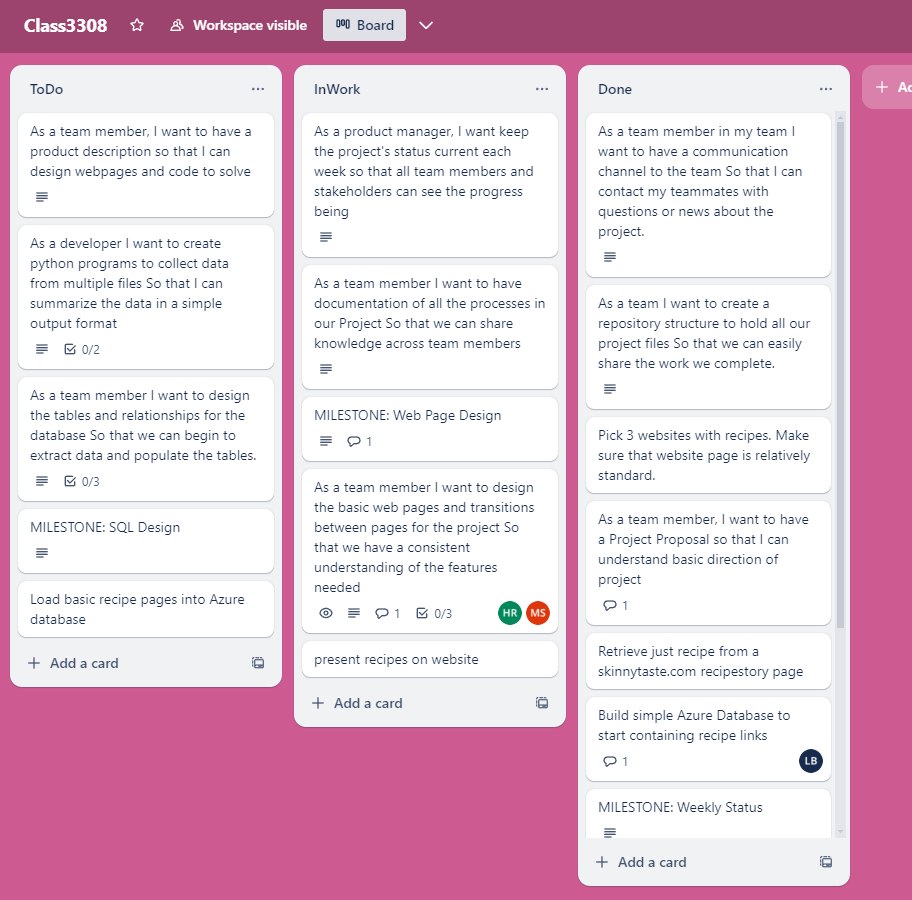 Class3308
Workspace visible
Board
ToDo
As a team member, I want to have a
product description so that I can
design webpages and code to solve
As a developer I want to create
python programs to collect data
from multiple files So that I can
summarize the data in a simple
output format
0/2
As a team member I want to design
the tables and relationships for the
database So that we can begin to
extract data and populate the tables.
0/3
MILESTONE: SQL Design
Load basic recipe pages into Azure
database
Add a card
InWork
As a product manager, I want keep
the project's status current each
week so that all team members and
stakeholders can see the progress
being
As a team member I want to have
documentation of all the processes in
our Project So that we can share
knowledge across team members
MILESTONE: Web Page Design
1
As a team member I want to design
the basic web pages and transitions
between pages for the project So
that we have a consistent
understanding of the features
needed
1 0/3 HR MS
present recipes on website
Add a card
Done
As a team member in my team I
want to have a communication
channel to the team So that I can
contact my teammates with
questions or news about the
project.
As a team I want to create a
repository structure to hold all our
project files So that we can easily
share the work we complete.
Pick 3 websites with recipes. Make
sure that website page is relatively
standard.
As a team member, I want to have
a Project Proposal so that I can
understand basic direction of
project
1
Retrieve just recipe from a
skinnytaste.com recipestory page
Build simple Azure Database to
start containing recipe links
1 LB
MILESTONE: Weekly Status
Add a card